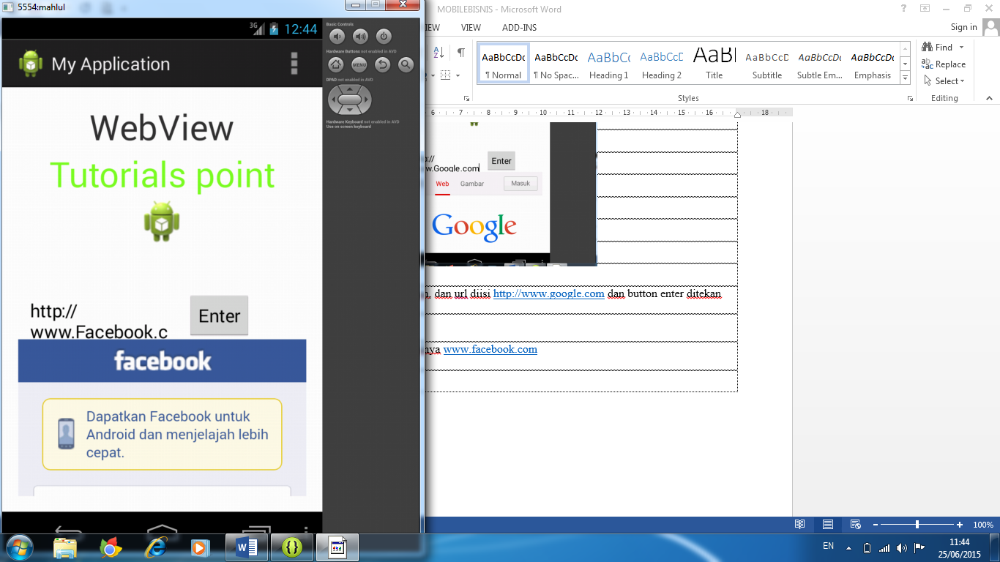 5554:mahlul
3G 12:44
My Application
WebView
Tutorials point
http://
www.Facebook.c
Enter
facebook
Dapatkan Facebook untuk
Android dan menjelajah lebih
cepat.
Basic Controls
Hardware Buttons not enabled in AVD
MENU
DPAD not enabled in AVD
Hardware Keyboard not enabled in AVD
Use on screen keyboard
MOBILEBISNIS - Microsoft Word
VIEW ADD-INS
Sign in
AaBbCcDc AaBbCcDc AaBbCc AaBbCcD AaBl AaBbCcD AaBbCcD AaBbCcDc
¶ Normal ¶ No Spac... Heading 1 Heading 2 Title Subtitle Subtle Em... Emphasis
Styles
Find
Replace
Select
Editing
6 7 8 9 10 11 12 13 14 15 16 18
w.Google.com
Enter
Web Gambar Masuk
Google
dan url diisi http://www.google.com dan button enter ditekan
nya www.facebook.com
100%
EN
11:44
25/06/2015